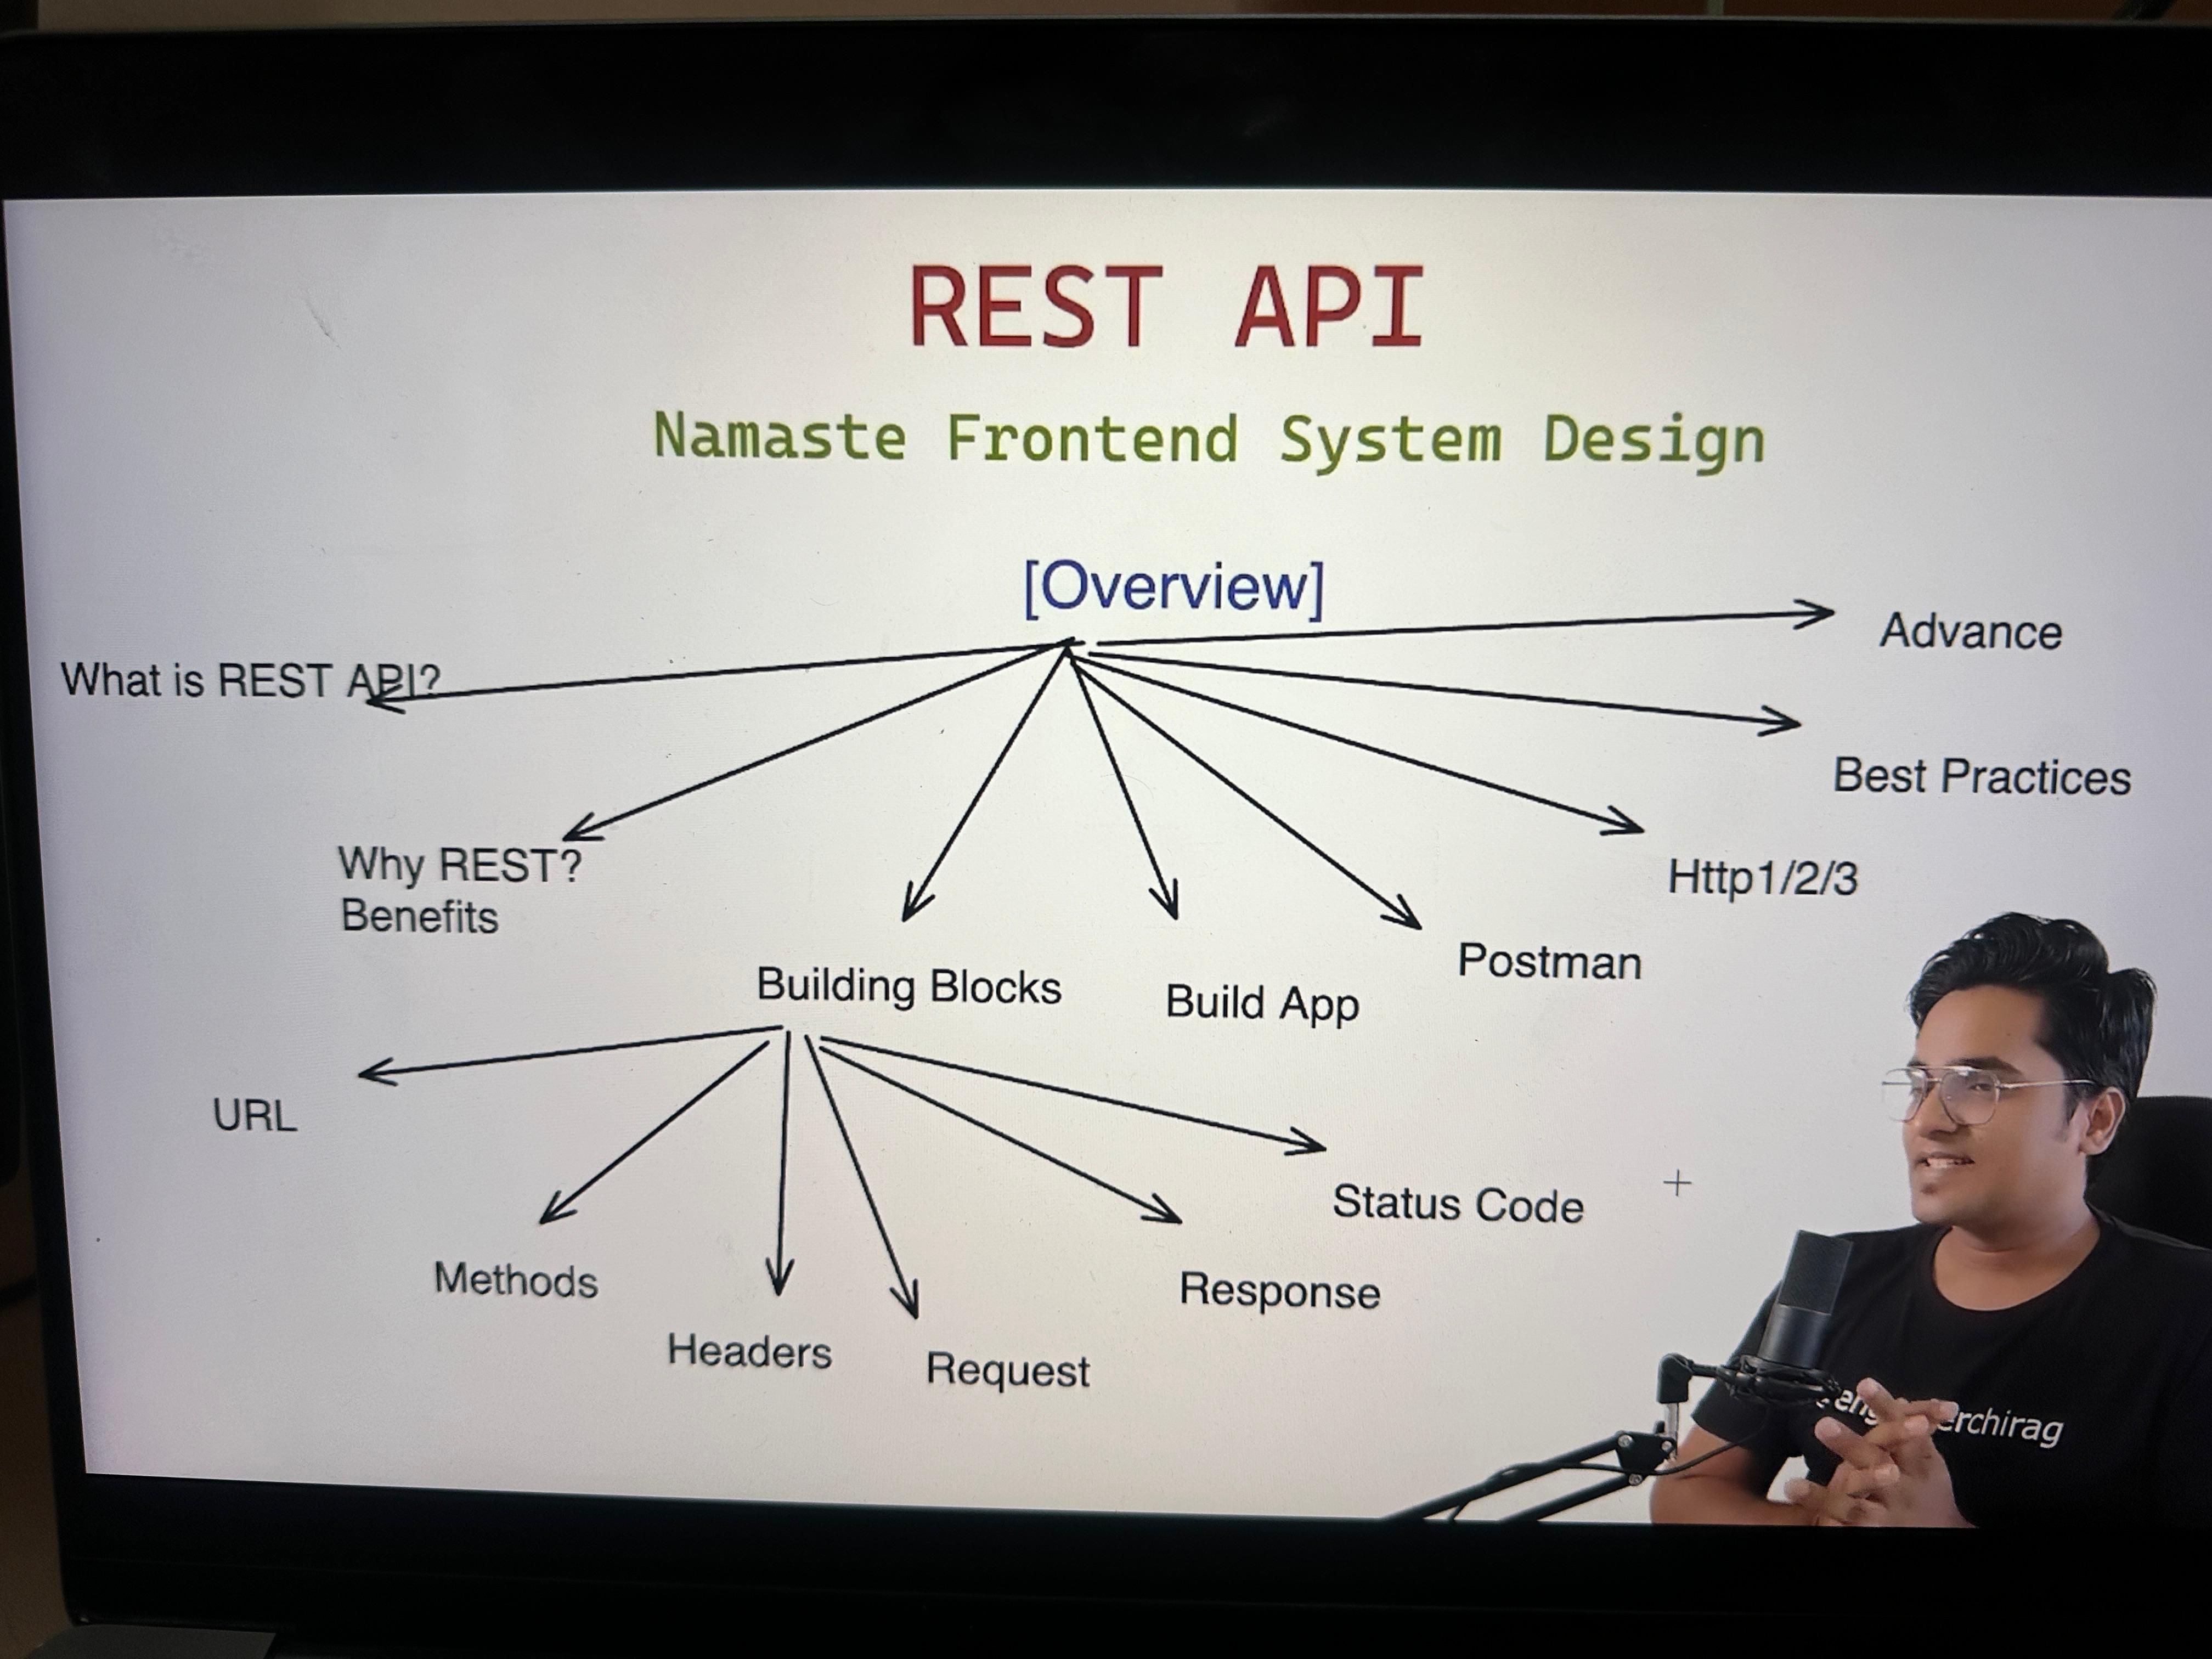 REST API
Namaste Frontend System Design
[Overview]
What is REST API?
Why REST?
Benefits
Building Blocks
Build App
Postman
Http1/2/3
Best Practices
Advance
URL
Methods
Headers
Request
Response
Status Code
erchirag